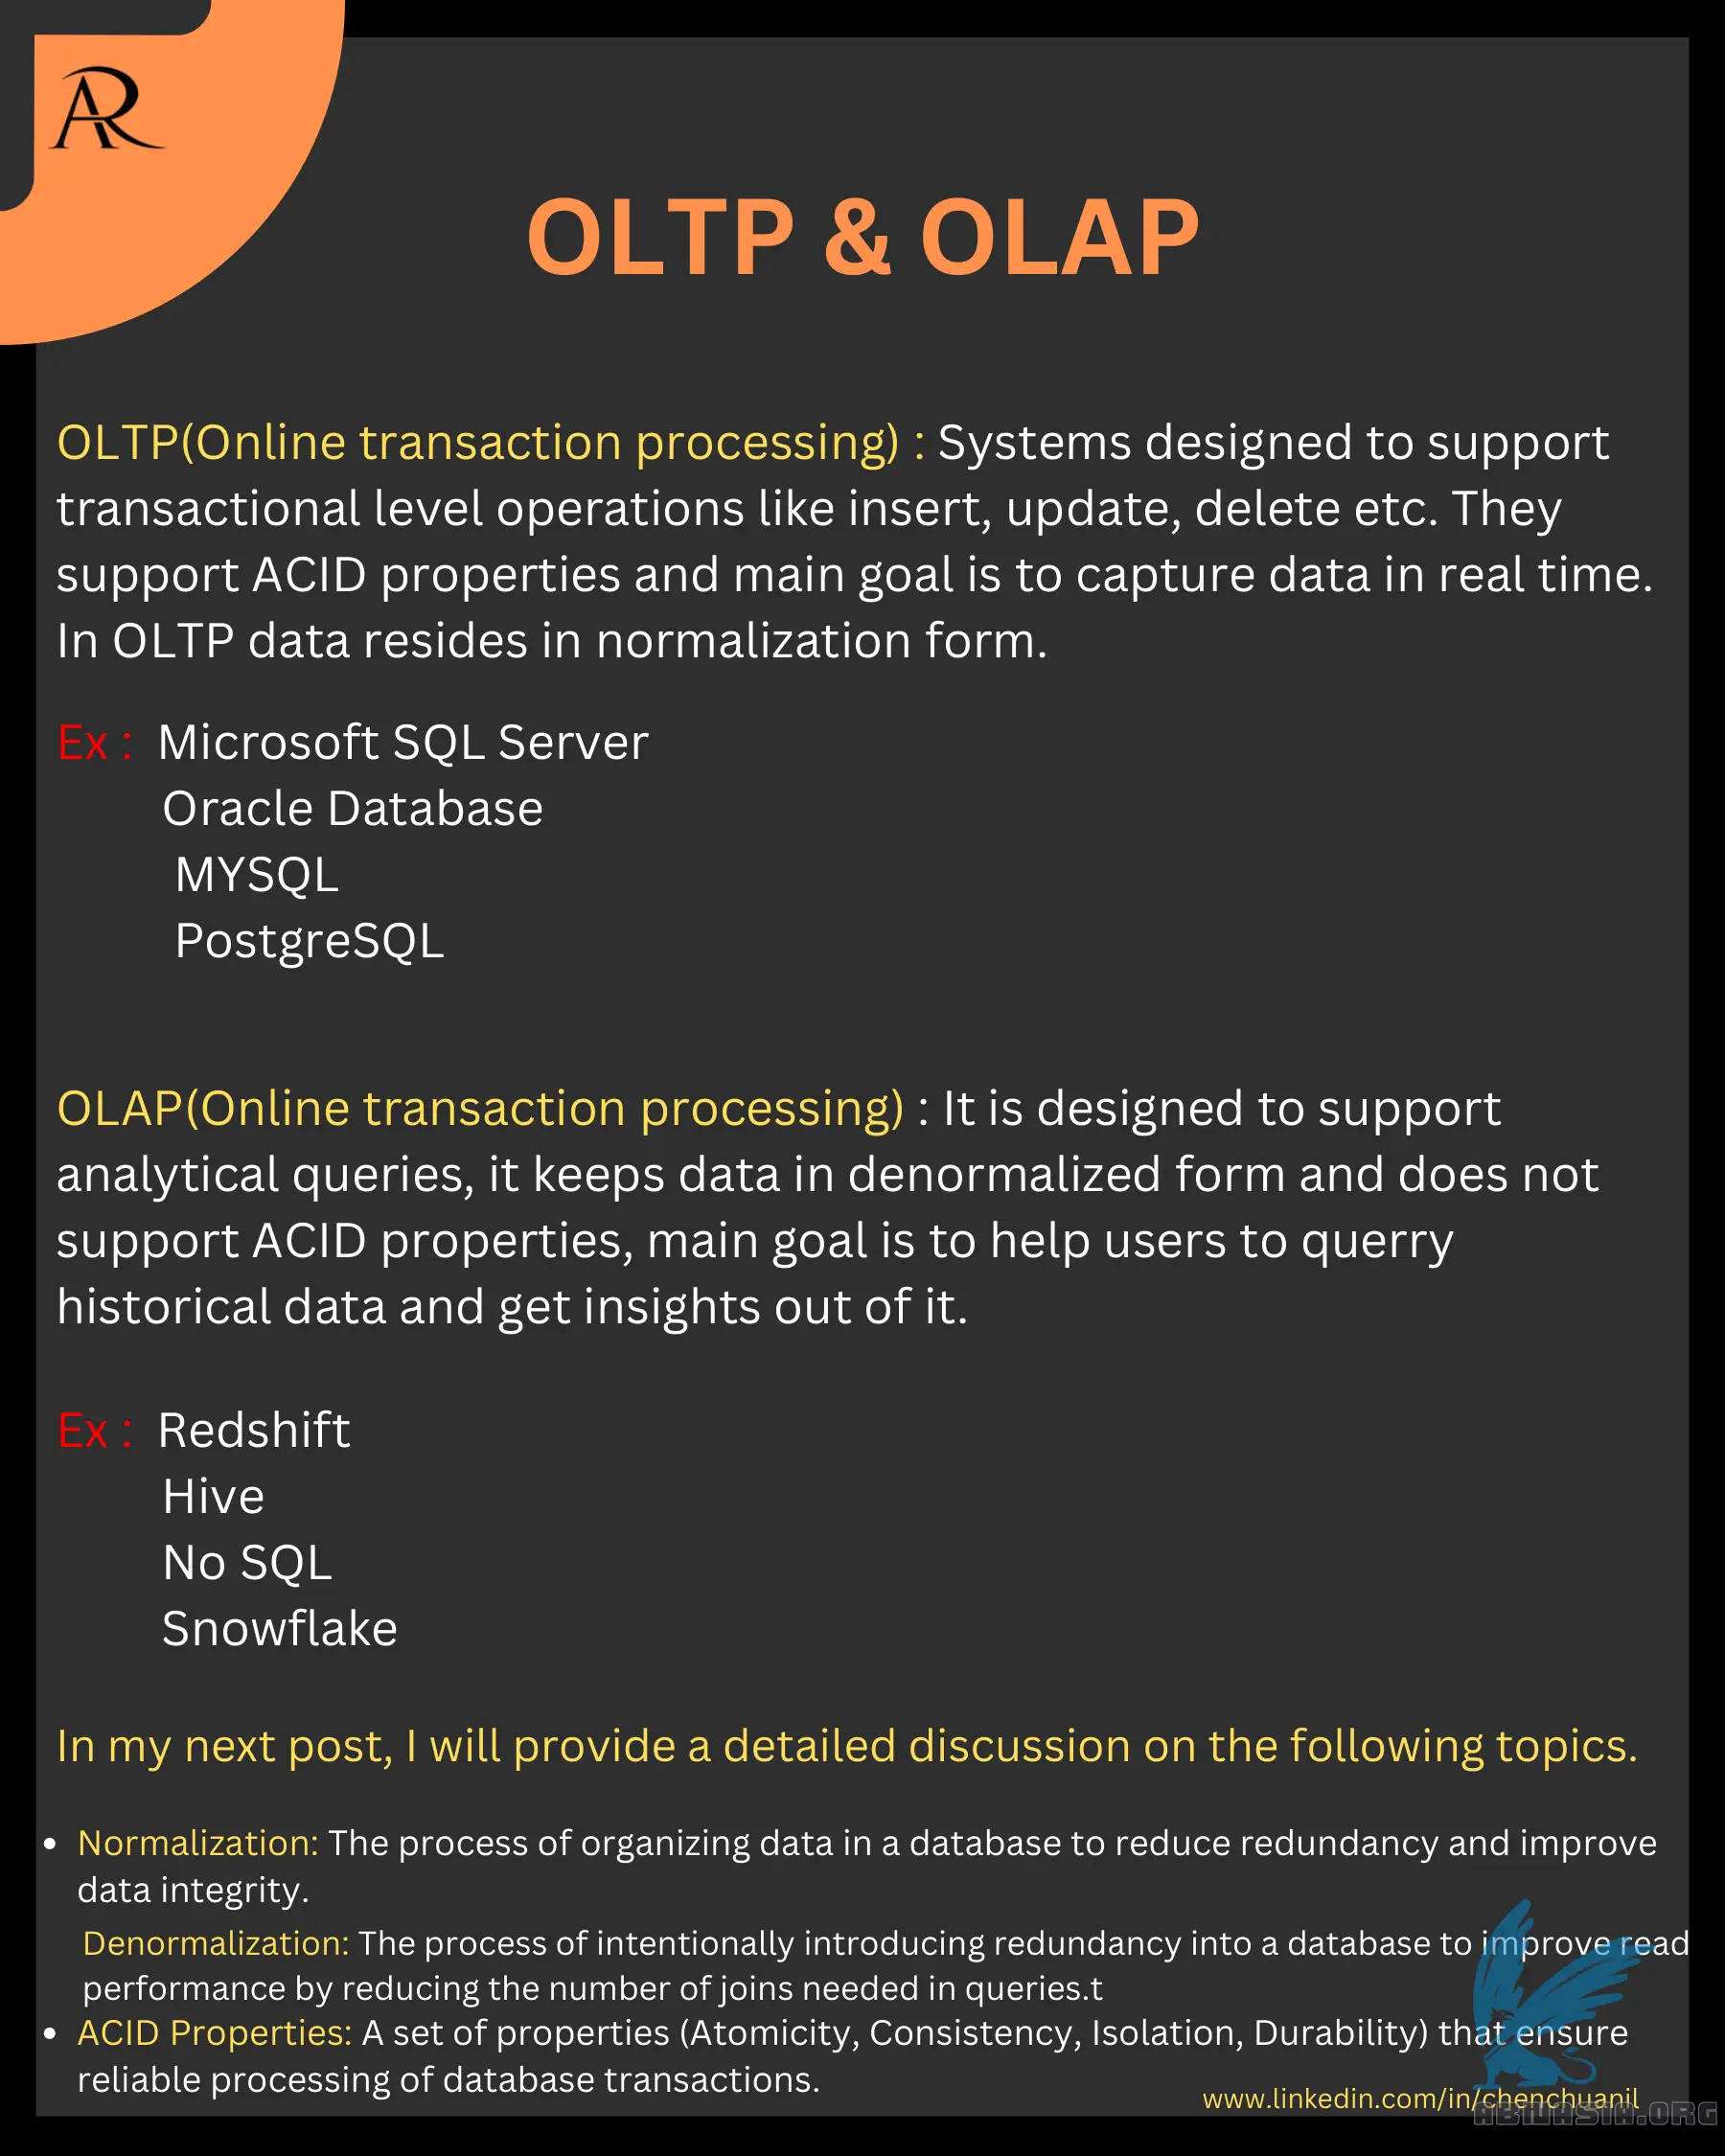 AR
OLTP & OLAP
OLTP(Online transaction processing) : Systems designed to support
transactional level operations like insert, update, delete etc. They
support ACID properties and main goal is to capture data in real time.
In OLTP data resides in normalization form.
Ex : Microsoft SQL Server
Oracle Database
MYSQL
PostgreSQL
OLAP(Online transaction processing) : It is designed to support
analytical queries, it keeps data in denormalized form and does not
support ACID properties, main goal is to help users to querry
historical data and get insights out of it.
Ex : Redshift
Hive
No SQL
Snowflake
In my next post, I will provide a detailed discussion on the following topics.
• Normalization: The process of organizing data in a database to reduce redundancy and improve
data integrity.
Denormalization: The process of intentionally introducing redundancy into a database to improve read
performance by reducing the number of joins needed in queries.t
• ACID Properties: A set of properties (Atomicity, Consistency, Isolation, Durability) that ensure
reliable processing of database transactions.
www.linkedin.com/in/chenchuanil
ABNASIA.ORG